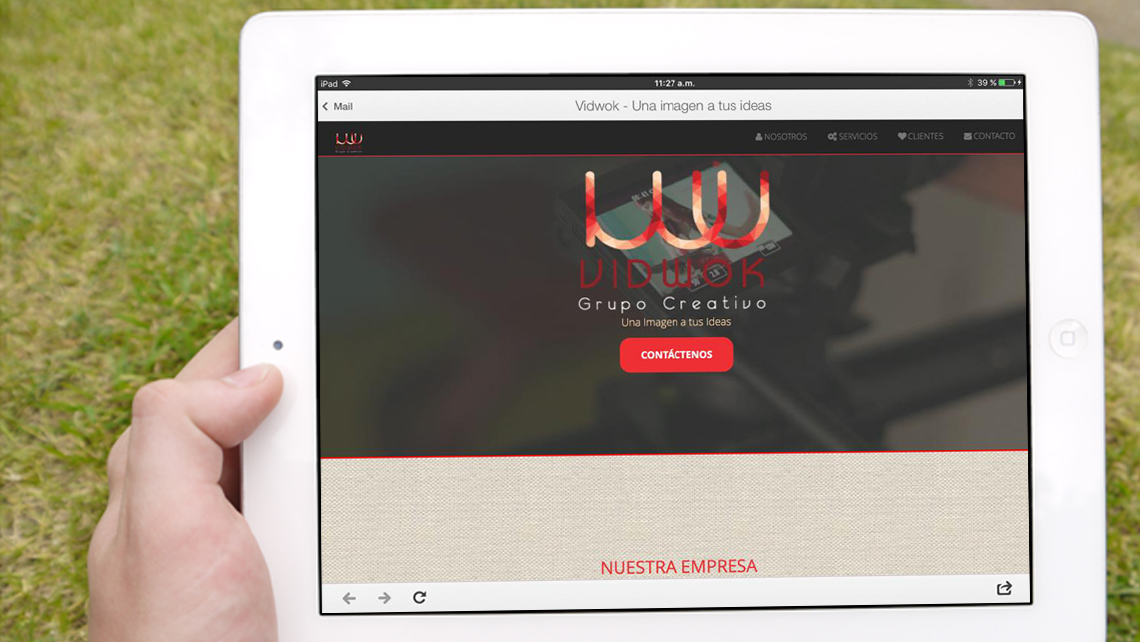 iPad 11:27 a.m. 39 %
Mail Vidwok - Una imagen a tus ideas
NOSOTROS SERVICIOS CLIENTES CONTACTO
VIDWOK
Grupo Creativo
Una Imagen a tus Ideas
CONTÁCTENOS
NUESTRA EMPRESA